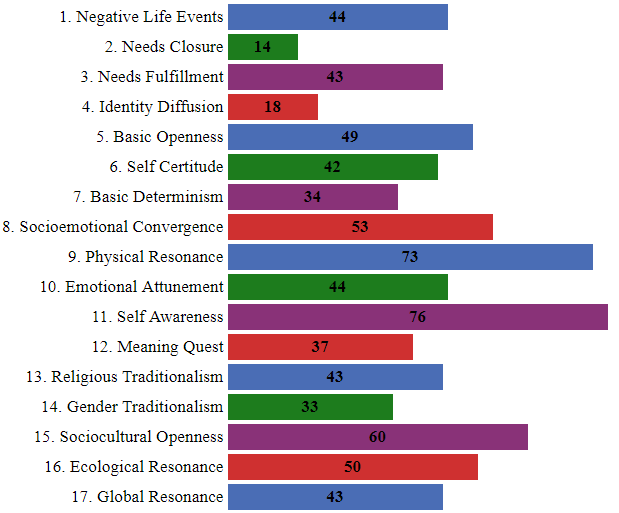 1. Negative Life Events 44
2. Needs Closure 14
3. Needs Fulfillment 43
4. Identity Diffusion 18
5. Basic Openness 49
6. Self Certitude 42
7. Basic Determinism 34
8. Socioemotional Convergence 53
9. Physical Resonance 73
10. Emotional Attunement 44
11. Self Awareness 76
12. Meaning Quest 37
13. Religious Traditionalism 43
14. Gender Traditionalism 33
15. Sociocultural Openness 60
16. Ecological Resonance 50
17. Global Resonance 43